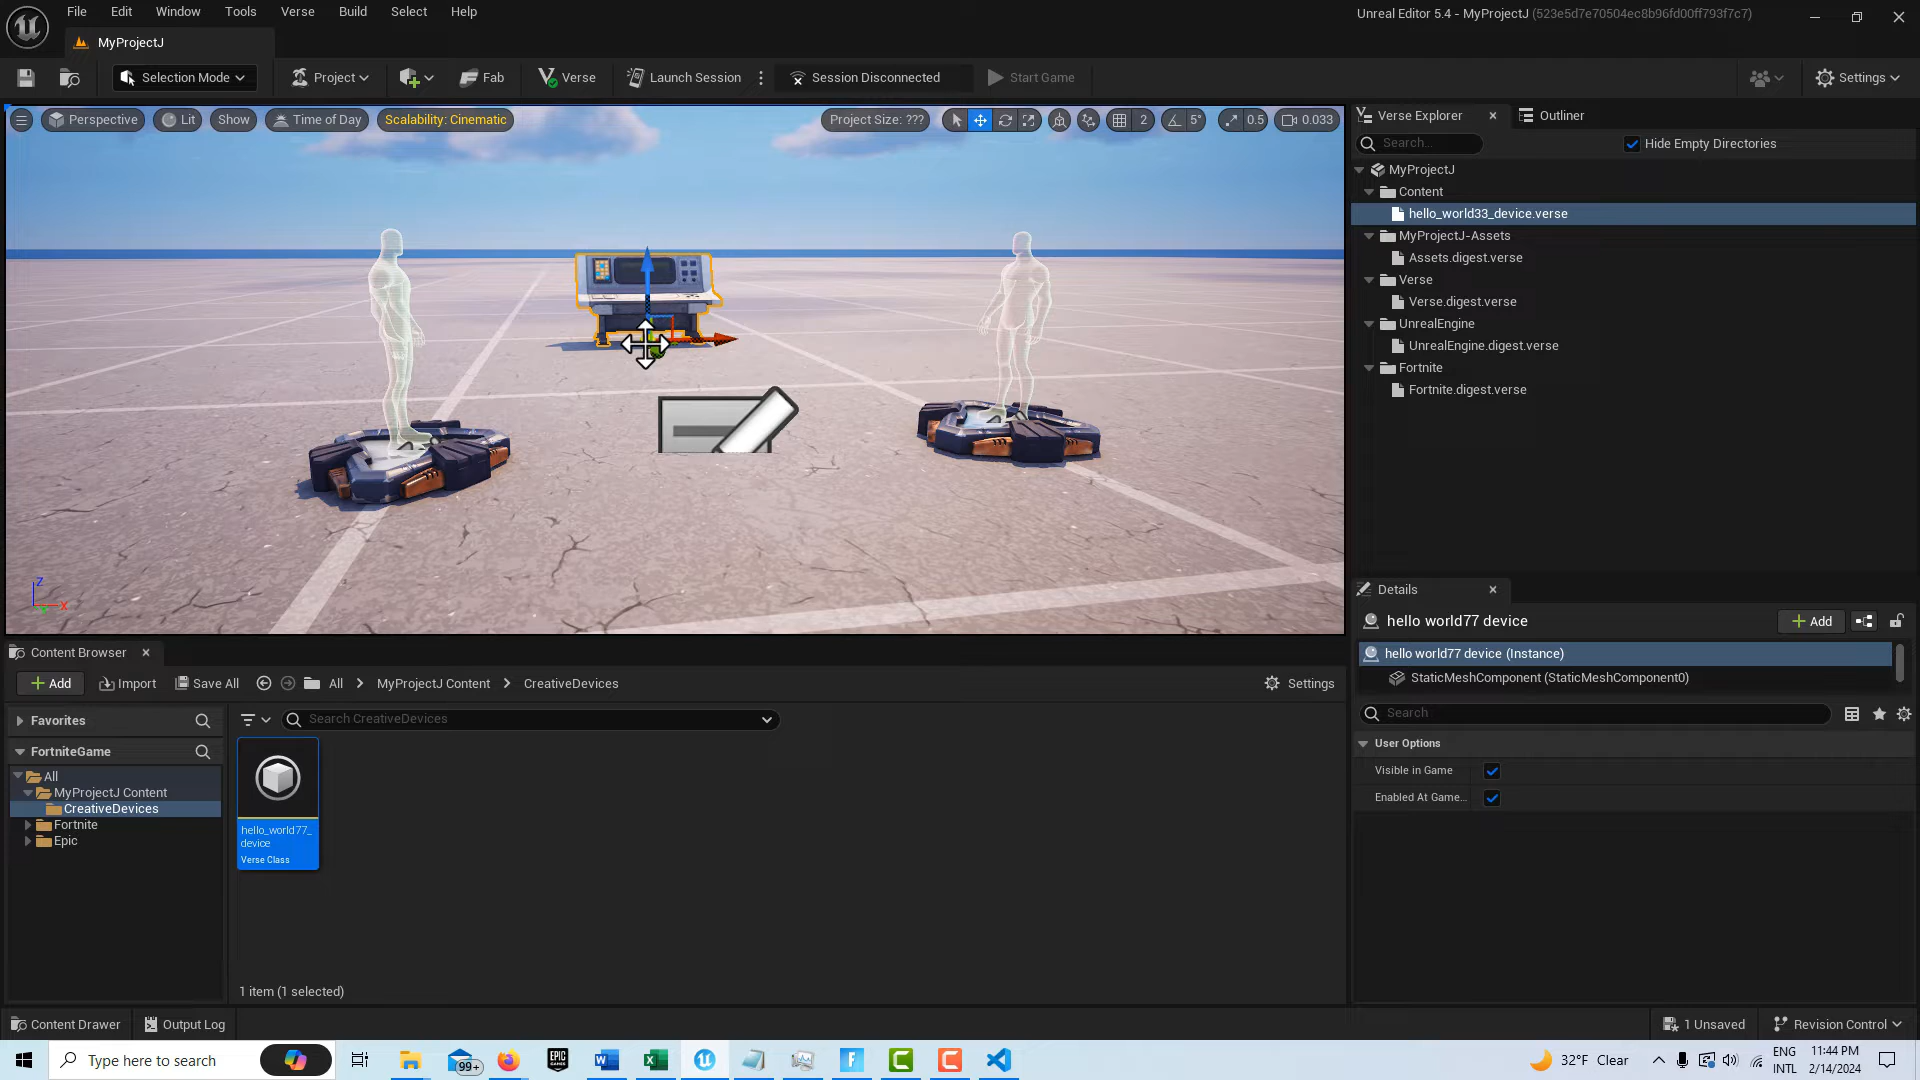 File Edit Window Tools Verse Build Select Help
Unreal Editor 5.4 - MyProjectJ (523e5d7e70504ec8b96fd00ff793f7c7)
MyProjectJ
Selection Mode Project Fab Verse Launch Session Session Disconnected Start Game Settings
Perspective Lit Show Time of Day Scalability: Cinematic Project Size: ??? 2 5° 0.5 0.033
Verse Explorer Outliner
Search...
Hide Empty Directories
MyProjectJ
Content
hello_world33_device.verse
MyProjectJ-Assets
Assets.digest.verse
Verse
Verse.digest.verse
UnrealEngine
UnrealEngine.digest.verse
Fortnite
Fortnite.digest.verse
Z
X
Details
hello world77 device
Add
hello world77 device (Instance)
StaticMeshComponent (StaticMeshComponent0)
Search
User Options
Visible in Game
Enabled At Game...
Content Browser
Add Import Save All All MyProjectJ Content CreativeDevices Settings
Favorites
Search CreativeDevices
FortniteGame
All
MyProjectJ Content
CreativeDevices
Fortnite
Epic
hello_world77_
device
Verse Class
1 item (1 selected)
Content Drawer Output Log 1 Unsaved Revision Control
Type here to search
99+
EPIC
GAMES
32°F Clear
ENG
INTL
11:44 PM
2/14/2024